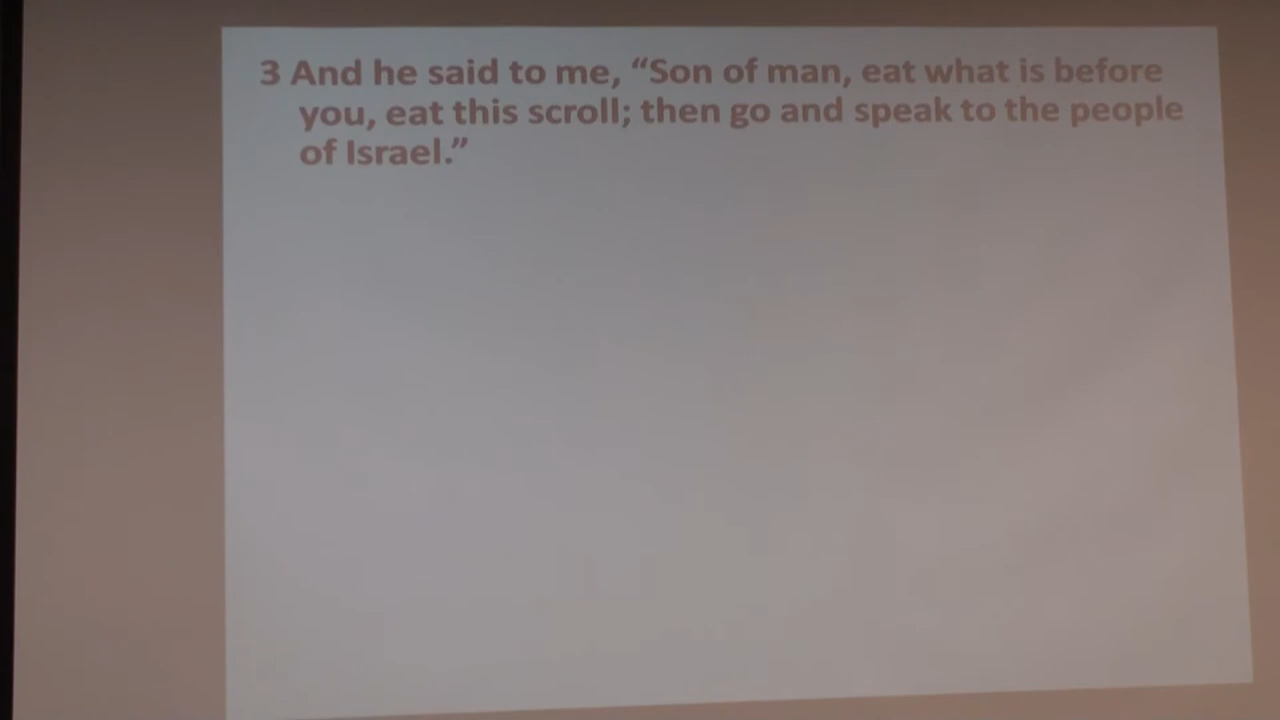 3 And he said to me, “Son of man, eat what is before
you, eat this scroll; then go and speak to the people
of Israel.”